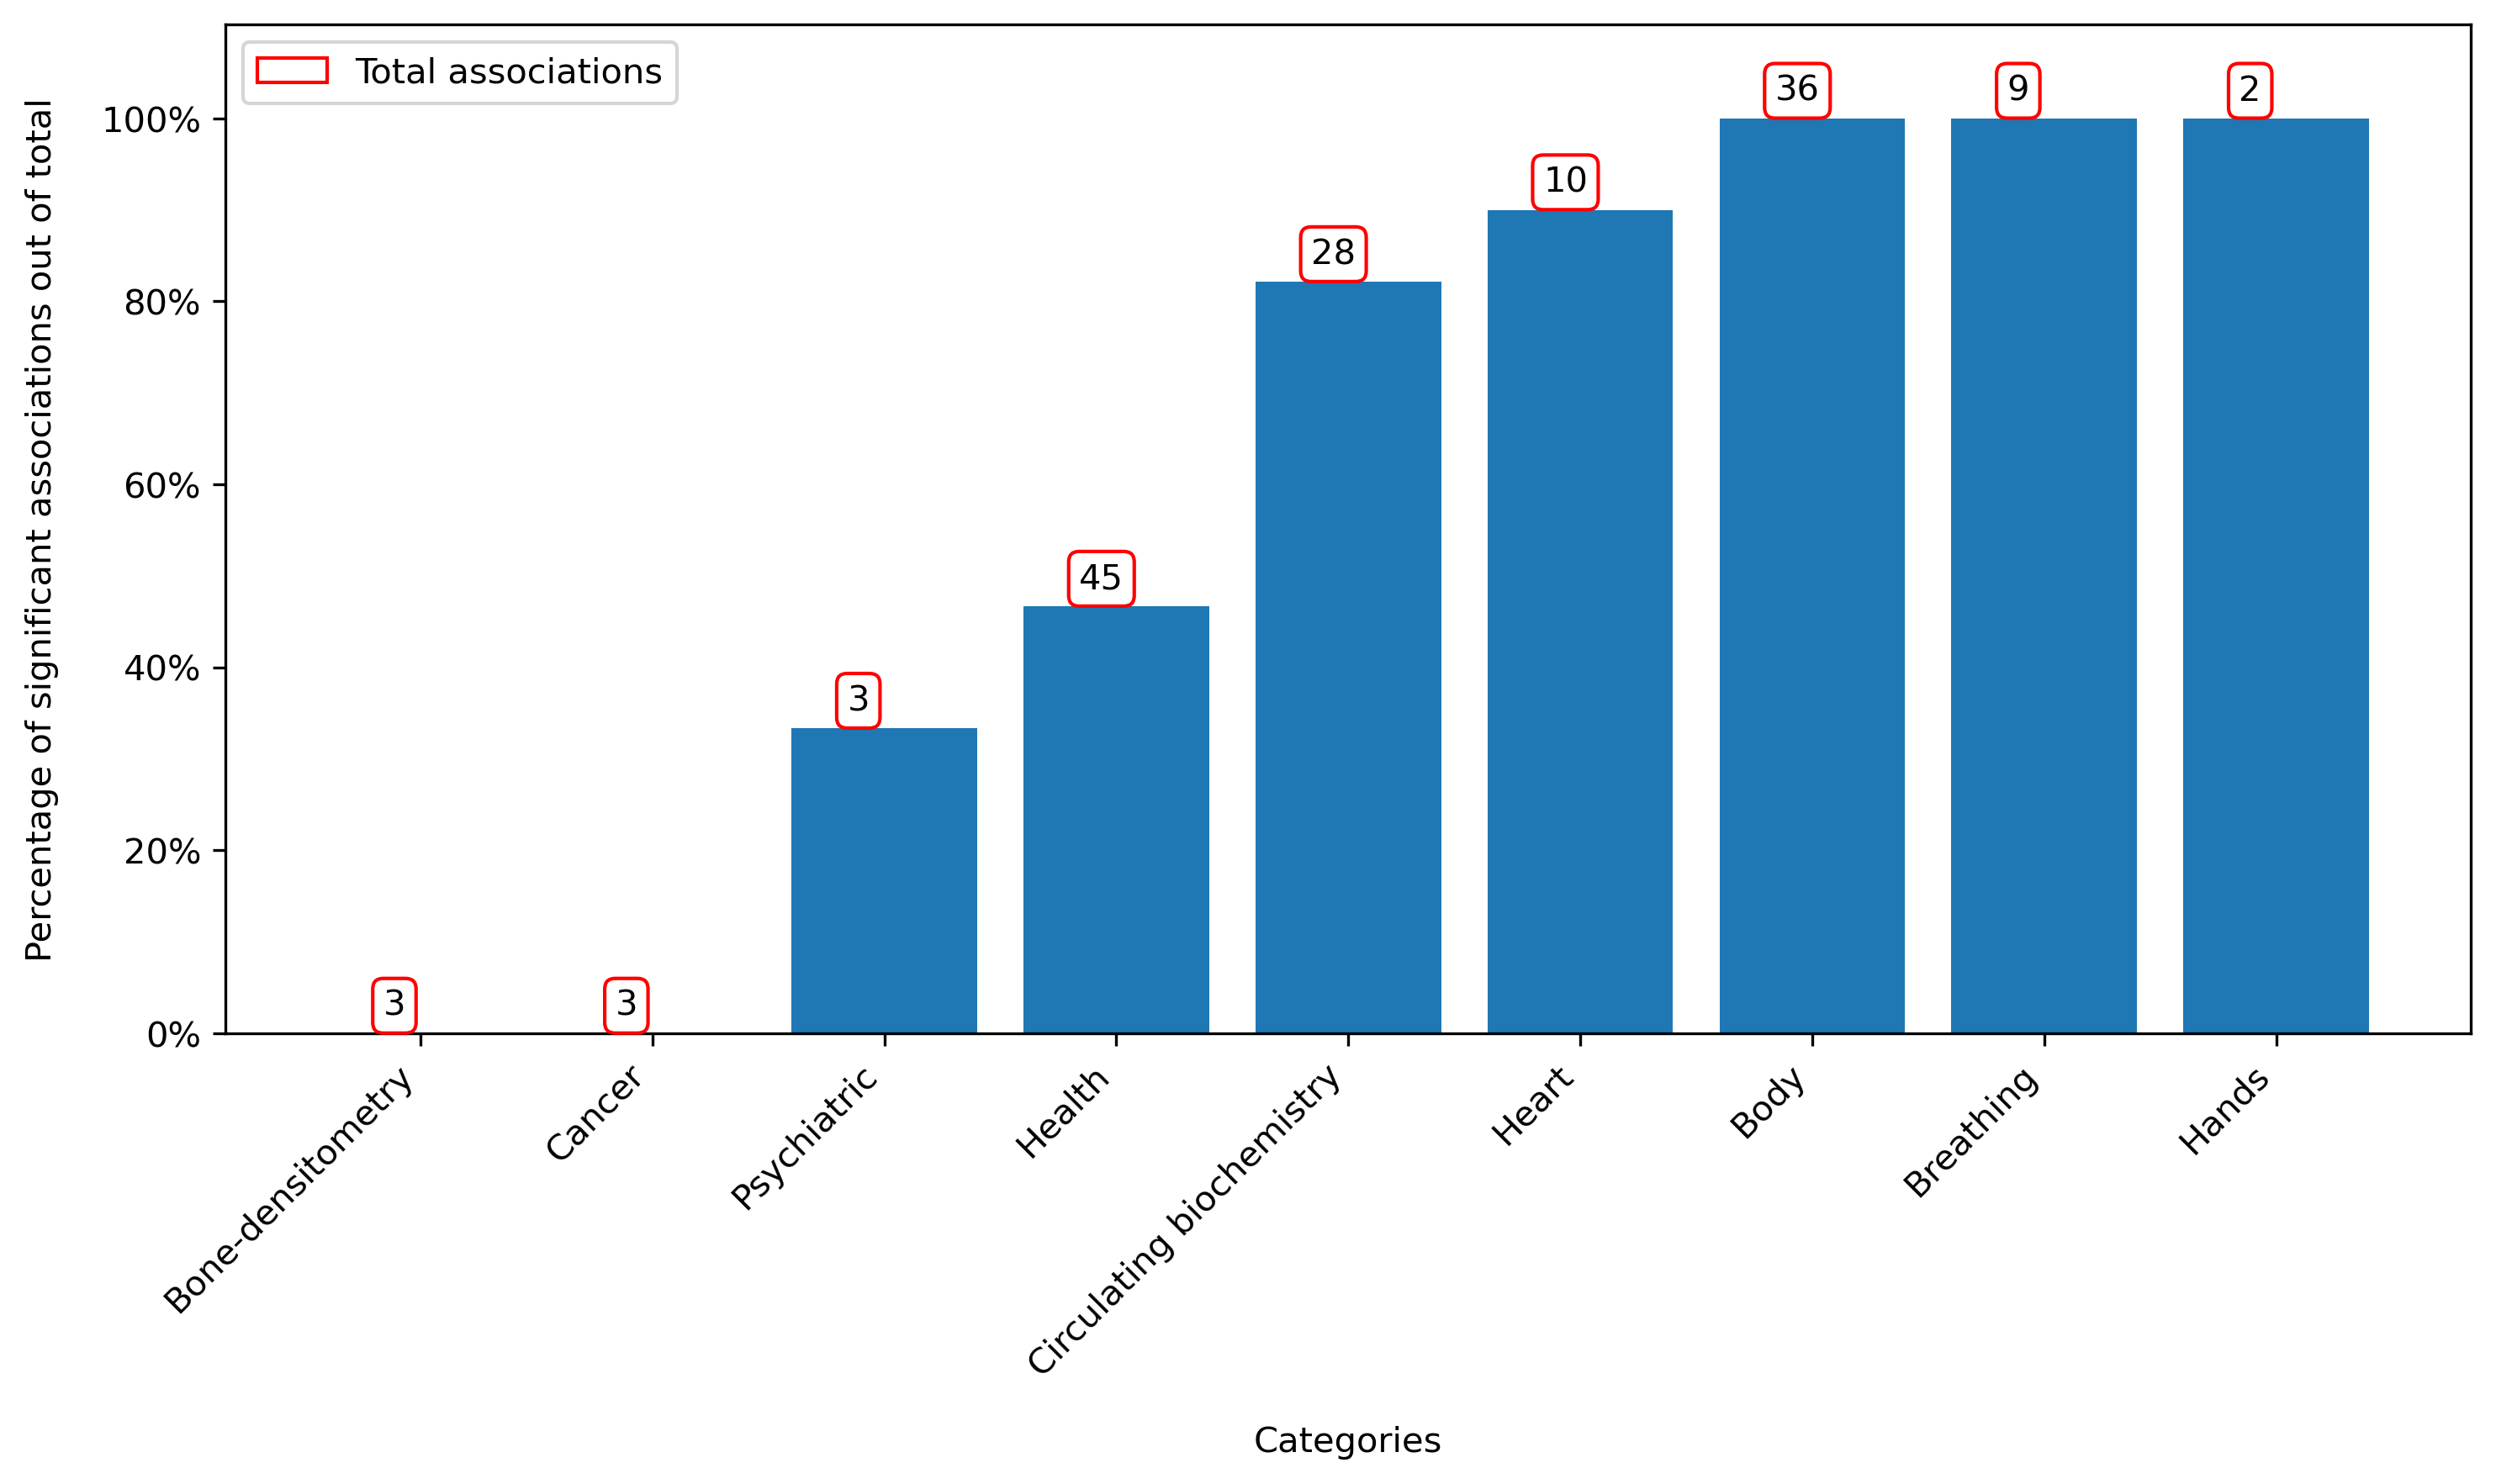 Total associations
Percentage of significant associations out of total
100%
80%
60%
40%
20%
0%
3
3
3
45
28
10
36
9
2
Bone-densitometry
Cancer
Psychiatric
Health
Circulating biochemistry
Heart
Body
Breathing
Hands
Categories